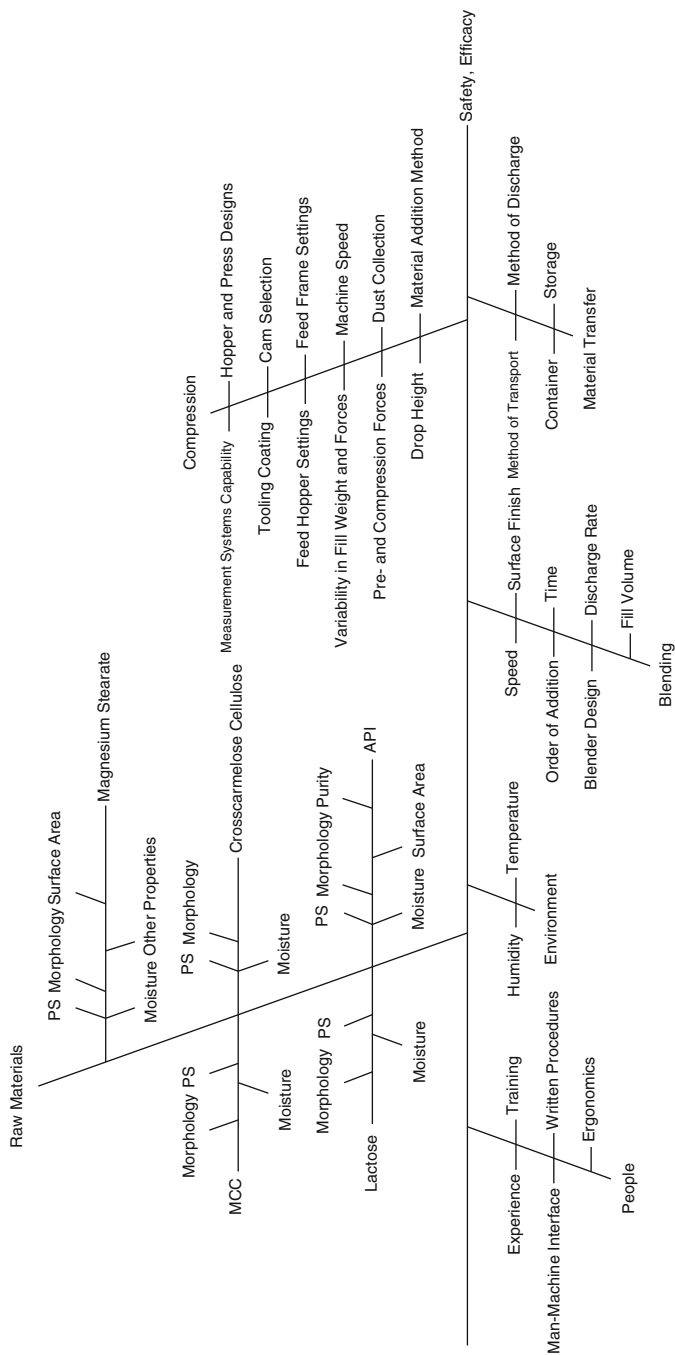 Raw Materials
PS Morphology Surface Area
Magnesium Stearate
Moisture Other Properties
Morphology PS
PS Morphology
MCC
Crosscarmelose Cellulose
Moisture
Moisture
Morphology PS
PS Morphology Purity
Lactose
API
Moisture
Moisture Surface Area
Compression
Measurement Systems Capability
Hopper and Press Designs
Tooling Coating
Cam Selection
Feed Hopper Settings
Feed Frame Settings
Variability in Fill Weight and Forces
Machine Speed
Pre- and Compression Forces
Dust Collection
Drop Height
Material Addition Method
Safety, Efficacy
Experience
Training
Man-Machine Interface
Written Procedures
Ergonomics
People
Humidity
Temperature
Environment
Speed
Surface Finish
Order of Addition
Time
Blender Design
Discharge Rate
Fill Volume
Blending
Method of Transport
Method of Discharge
Container
Storage
Material Transfer